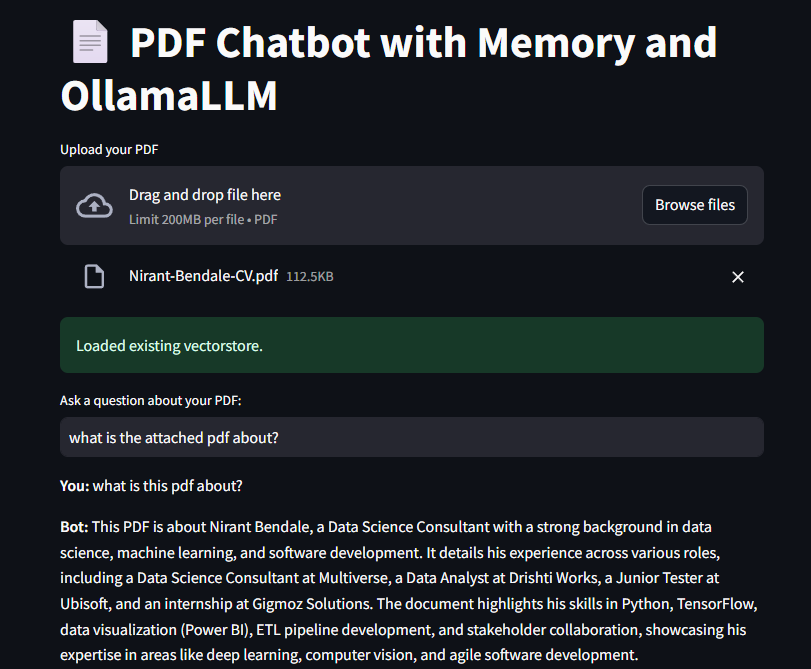 PDF Chatbot with Memory and
OllamaLLM
Upload your PDF
Drag and drop file here
Limit 200MB per file • PDF
Browse files
Nirant-Bendale-CV.pdf 112.5KB
Loaded existing vectorstore.
Ask a question about your PDF:
what is the attached pdf about?
You: what is this pdf about?
Bot: This PDF is about Nirant Bendale, a Data Science Consultant with a strong background in data
science, machine learning, and software development. It details his experience across various roles,
including a Data Science Consultant at Multiverse, a Data Analyst at Drishti Works, a Junior Tester at
Ubisoft, and an internship at Gigmoz Solutions. The document highlights his skills in Python, TensorFlow,
data visualization (Power BI), ETL pipeline development, and stakeholder collaboration, showcasing his
expertise in areas like deep learning, computer vision, and agile software development.